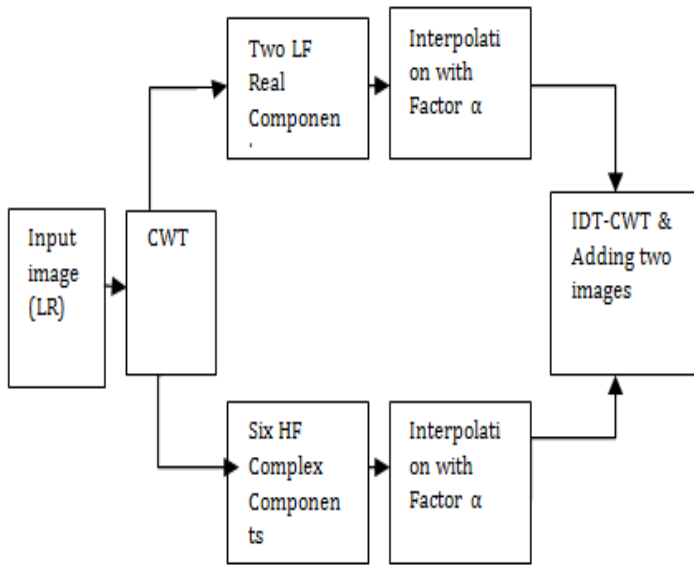 Two LF
Real
Componen
Interpolati
on with
Factor α
Input
image
(LR)
CWT
IDT-CWT &
Adding two
images
Six HF
Complex
Componen
ts
Interpolati
on with
Factor α